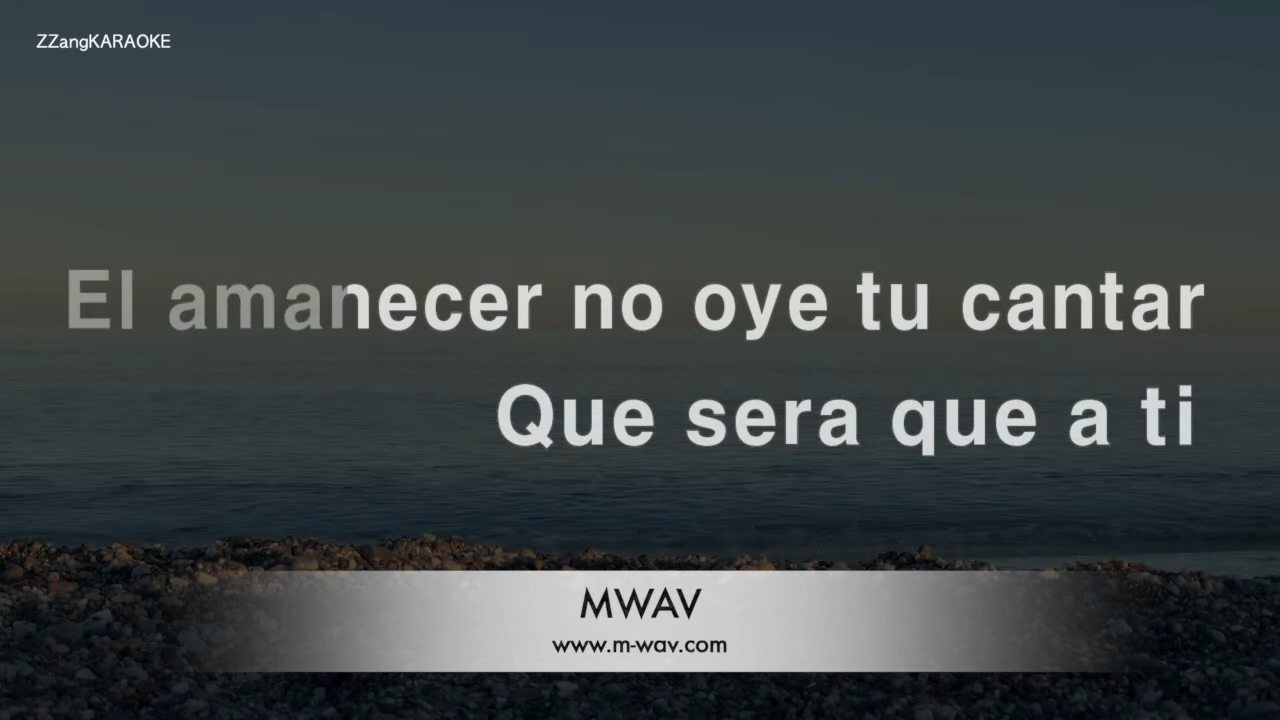 ZZangKARAOKE
El amanecer no oye tu cantar
Que sera que a ti
MWAV
www.m-wav.com